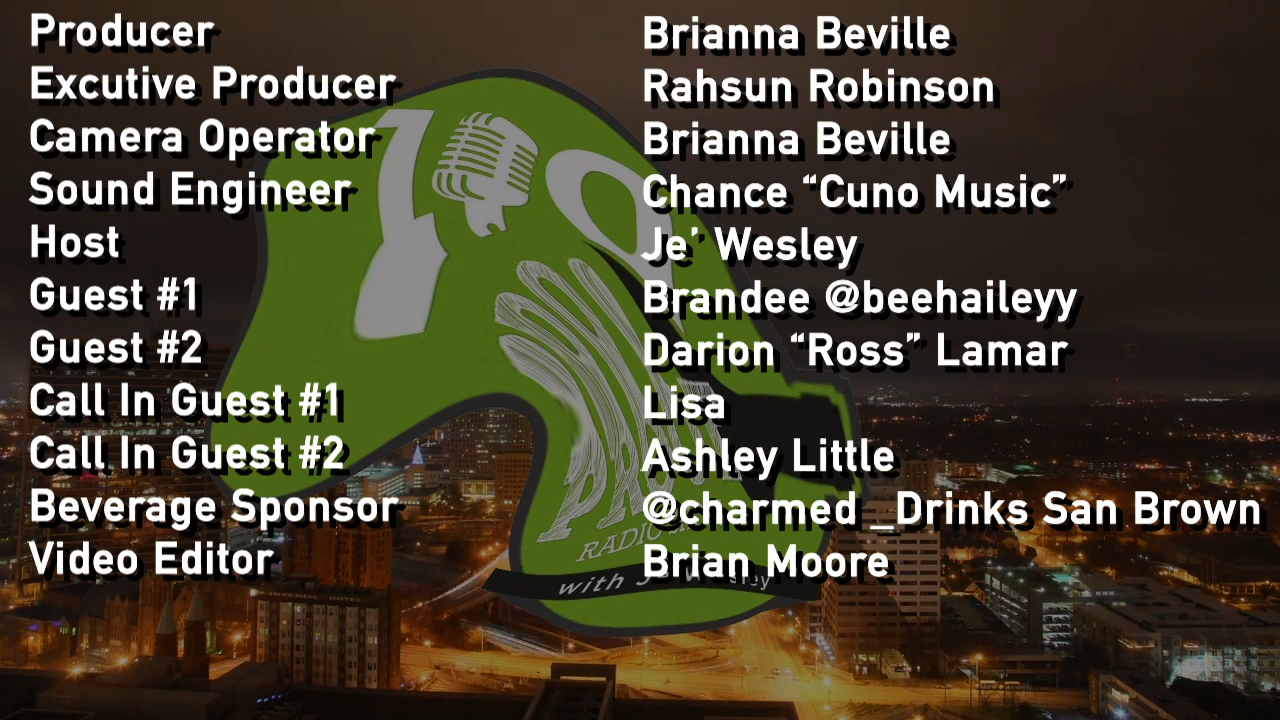 Producer Brianna Beville
Excutive Producer Rahsun Robinson
Camera Operator Brianna Beville
Sound Engineer Chance “Cuno Music”
Host Je’ Wesley
Guest #1 Brandee @beehaileyy
Guest #2 Darion “Ross” Lamar
Call In Guest #1 Lisa
Call In Guest #2 Ashley Little
Beverage Sponsor @charmed _Drinks San Brown
Video Editor Brian Moore
RADIO
with